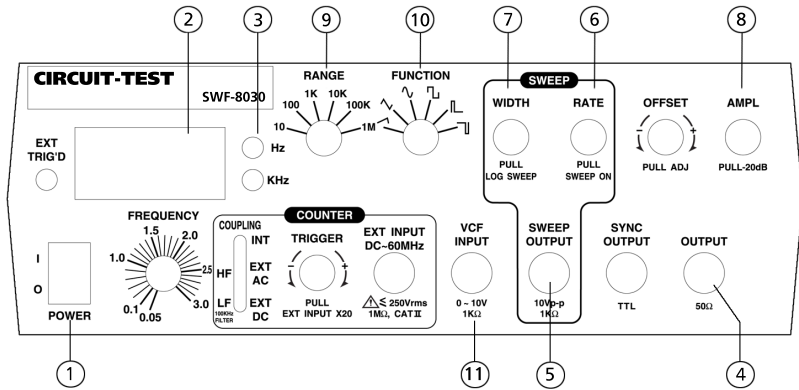 2
3
9
10
7
6
8
CIRCUIT-TEST
SWF-8030
RANGE
10
100
1K
10K
100K
1M
FUNCTION
SWEEP
WIDTH
PULL
LOG SWEEP
RATE
PULL
SWEEP ON
OFFSET
- +
PULL ADJ
AMPL
PULL-20dB
EXT
TRIG'D
Hz
KHz
I
O
POWER
FREQUENCY
0.05
0.1
1.0
1.5
2.0
2.5
3.0
COUNTER
COUPLING
INT
HF
EXT
AC
LF
100KHz
FILTER
EXT
DC
TRIGGER
- +
PULL
EXT INPUT X20
EXT INPUT
DC~60MHz
⚠ ≤ 250Vrms
1MΩ, CAT II
VCF
INPUT
0 ~ 10V
1KΩ
SWEEP
OUTPUT
10Vp-p
1KΩ
SYNC
OUTPUT
TTL
OUTPUT
50Ω
1
11
5
4